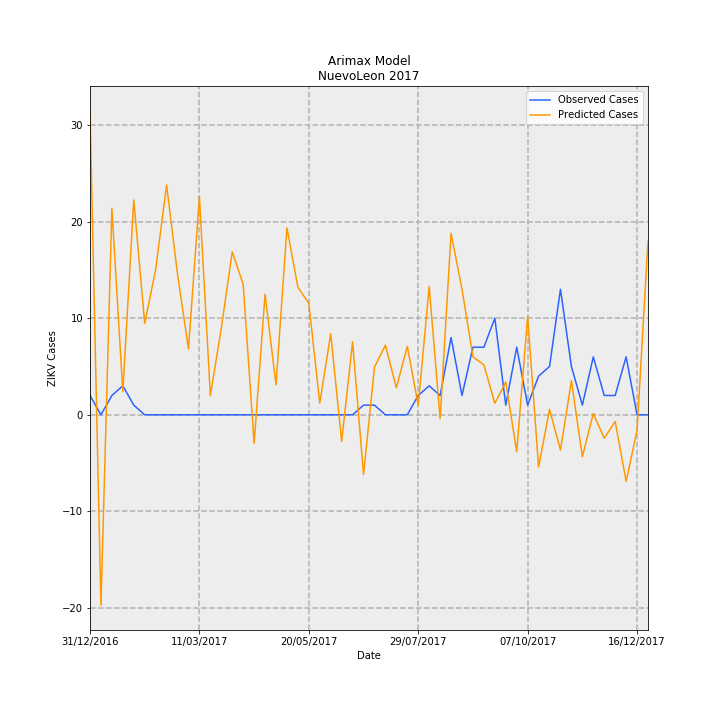 Arimax Model
NuevoLeon 2017
Observed Cases
Predicted Cases
30
20
10
0
−10
−20
ZIKV Cases
31/12/2016 11/03/2017 20/05/2017 29/07/2017 07/10/2017 16/12/2017
Date